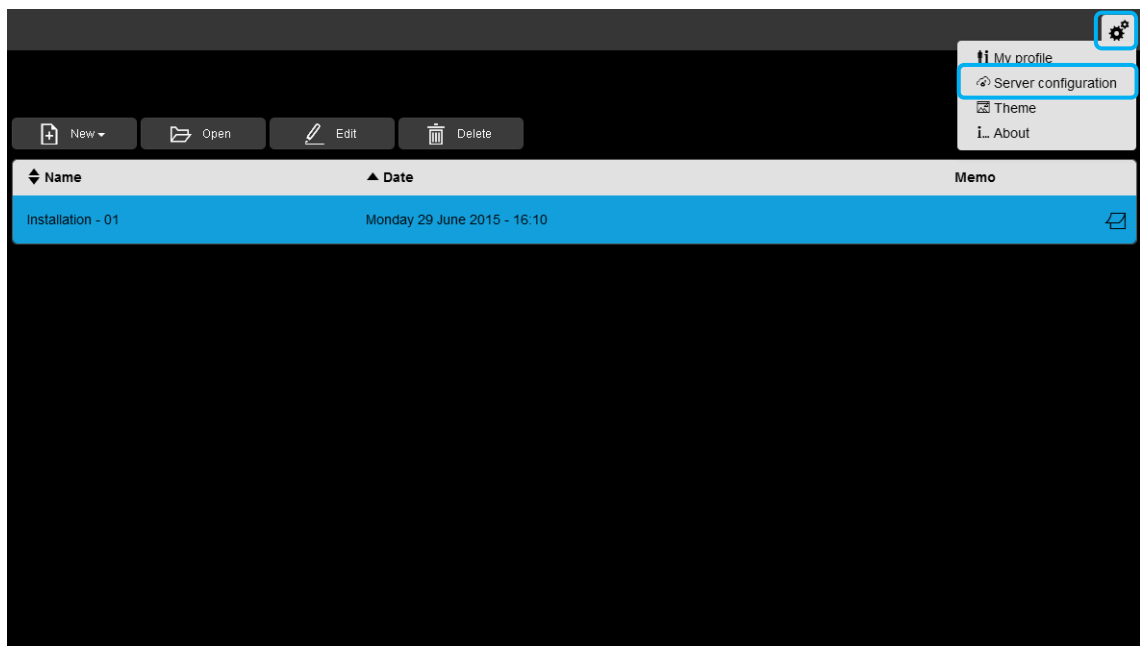 My profile
Server configuration
Theme
i... About
New Open Edit Delete
Name Date Memo
Installation - 01 Monday 29 June 2015 - 16:10